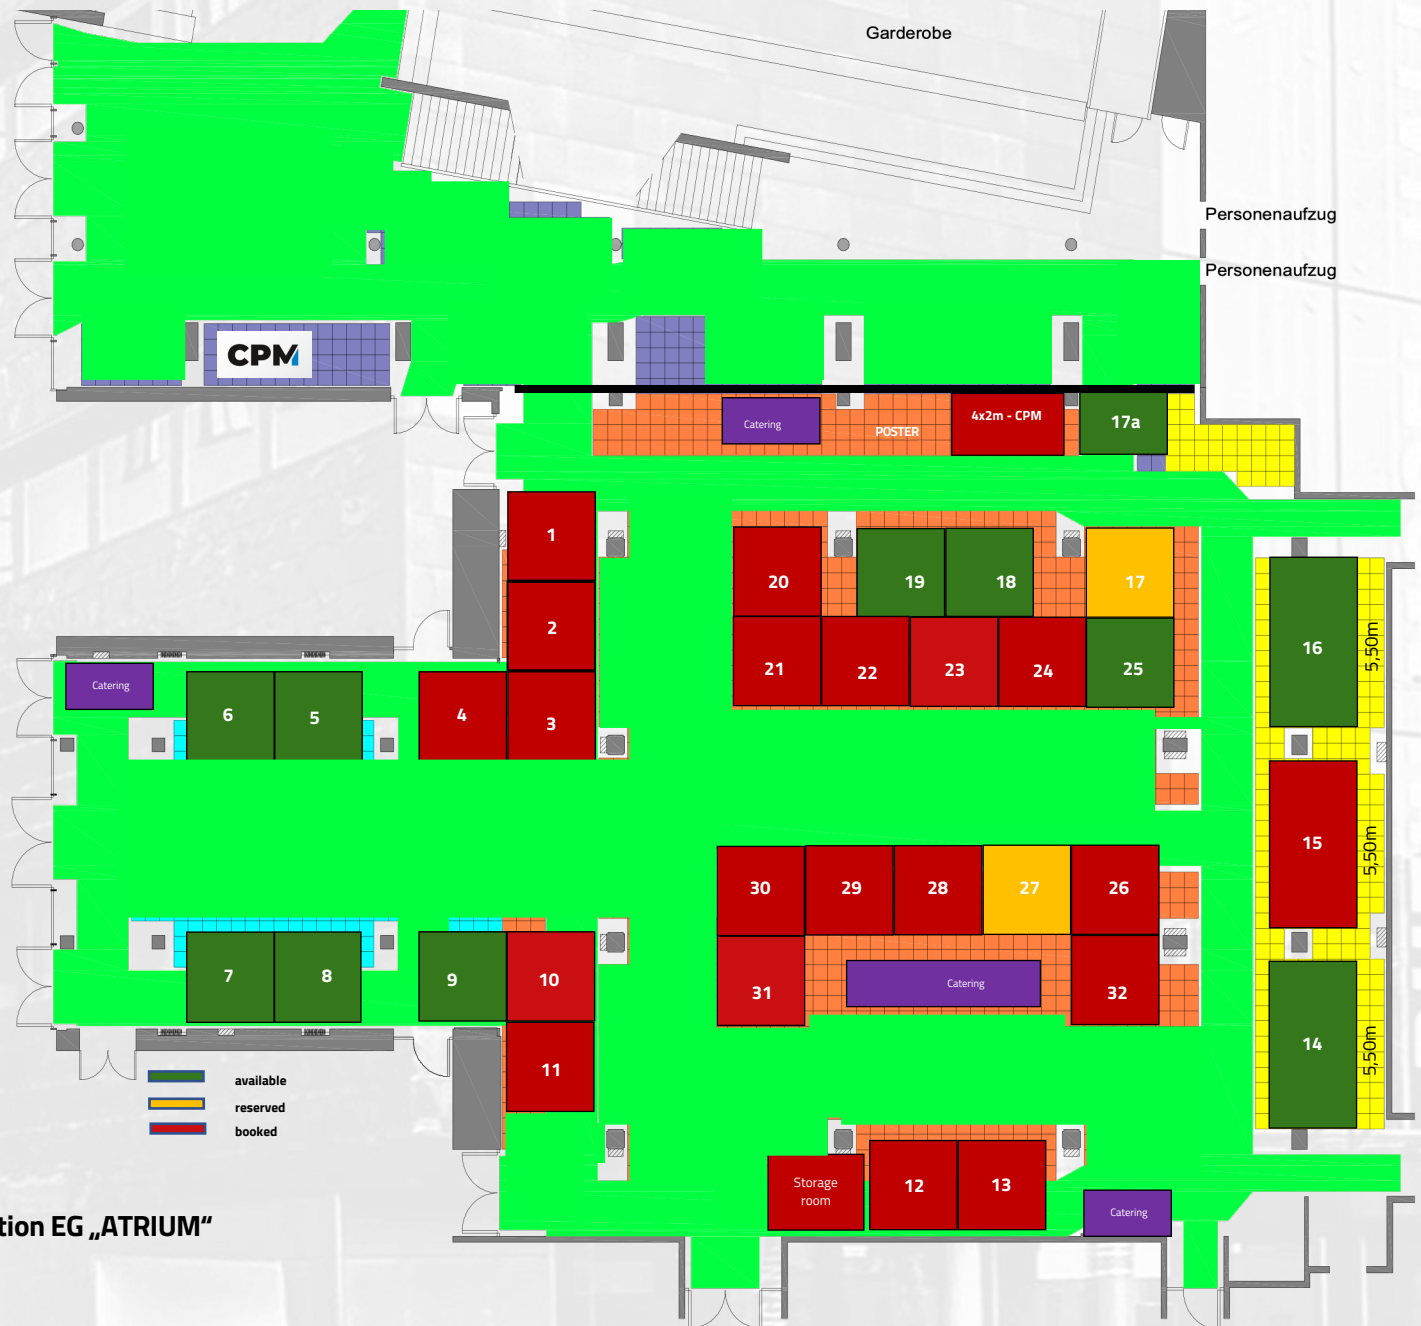 Garderobe
Personenaufzug
Personenaufzug
CPM
Catering
POSTER
4x2m - CPM
17a
1
2
20
19
18
17
21
22
23
24
25
16
5,50m
Catering
6
5
4
3
15
5,50m
30
29
28
27
26
7
8
9
10
31
Catering
32
14
5,50m
11
available
reserved
booked
Storage
room
12
13
Catering
tion EG „ATRIUM“